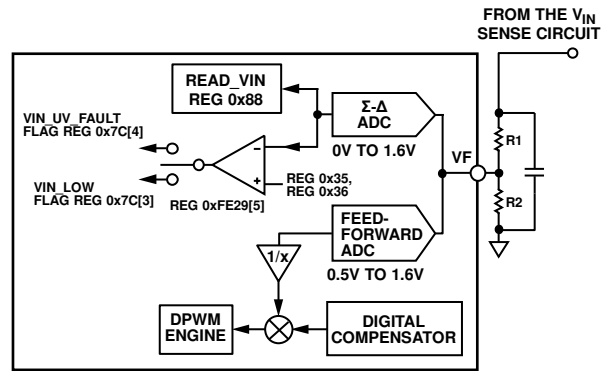 FROM THE VIN
SENSE CIRCUIT
READ_VIN
REG 0x88
VIN_UV_FAULT
FLAG REG 0x7C[4]
Σ-Δ
ADC
0V TO 1.6V
R1
VF
–
+
REG 0x35,
REG 0x36
VIN_LOW
FLAG REG 0x7C[3]
REG 0xFE29[5]
R2
FEED-
FORWARD
ADC
0.5V TO 1.6V
1/x
DPWM
ENGINE
DIGITAL
COMPENSATOR